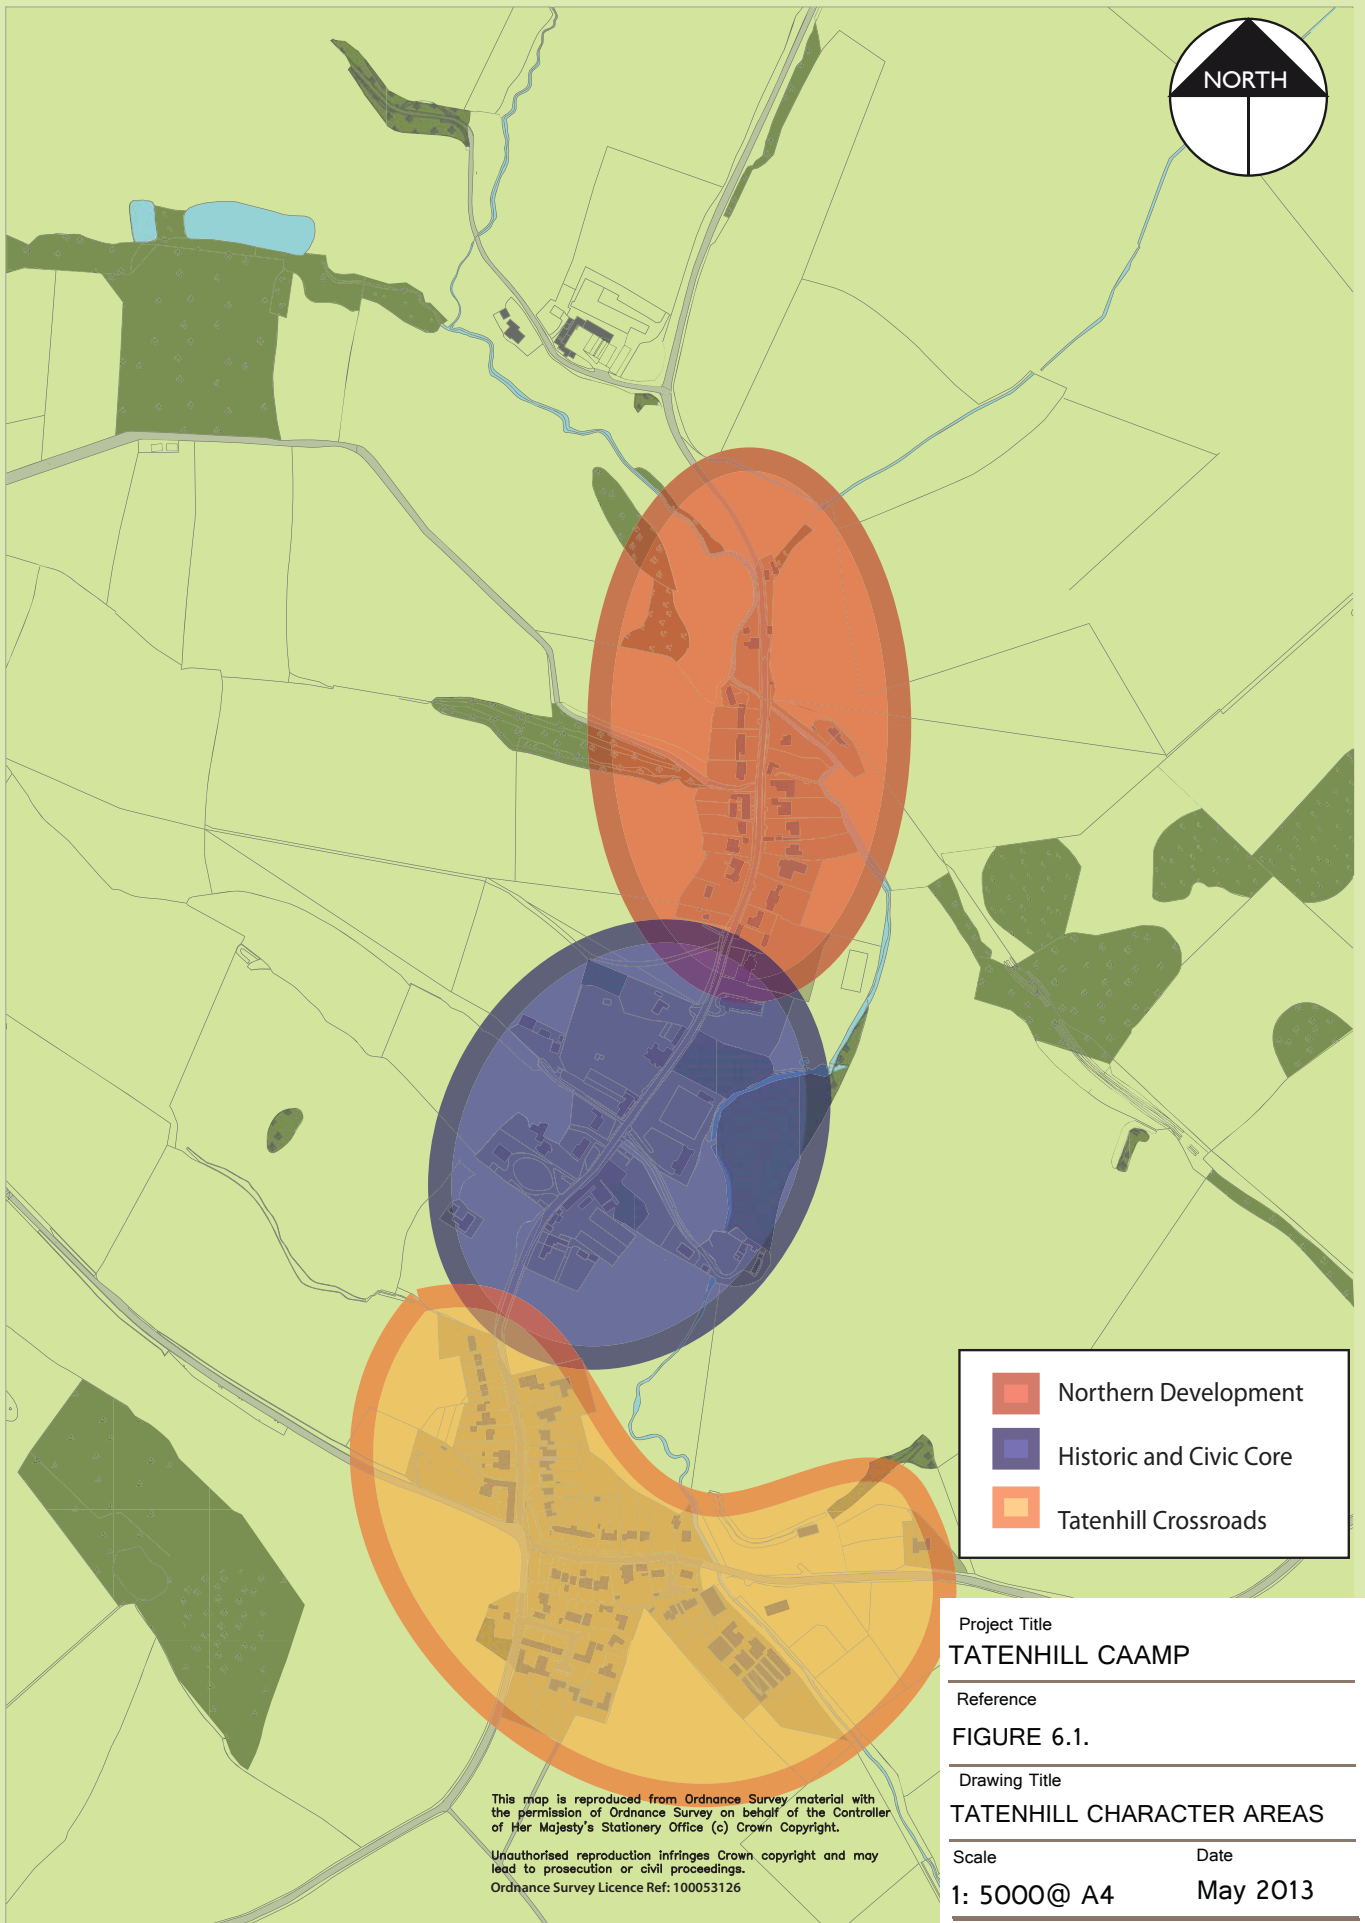 NORTH
Northern Development
Historic and Civic Core
Tatenhill Crossroads
Project Title
TATENHILL CAAMP
Reference
FIGURE 6.1.
Drawing Title
TATENHILL CHARACTER AREAS
Scale
Date
1: 5000@ A4
May 2013
This map is reproduced from Ordnance Survey material with
the permission of Ordnance Survey on behalf of the Controller
of Her Majesty's Stationery Office (c) Crown Copyright.
Unauthorised reproduction infringes Crown copyright and may
lead to prosecution or civil proceedings.
Ordnance Survey Licence Ref: 100053126